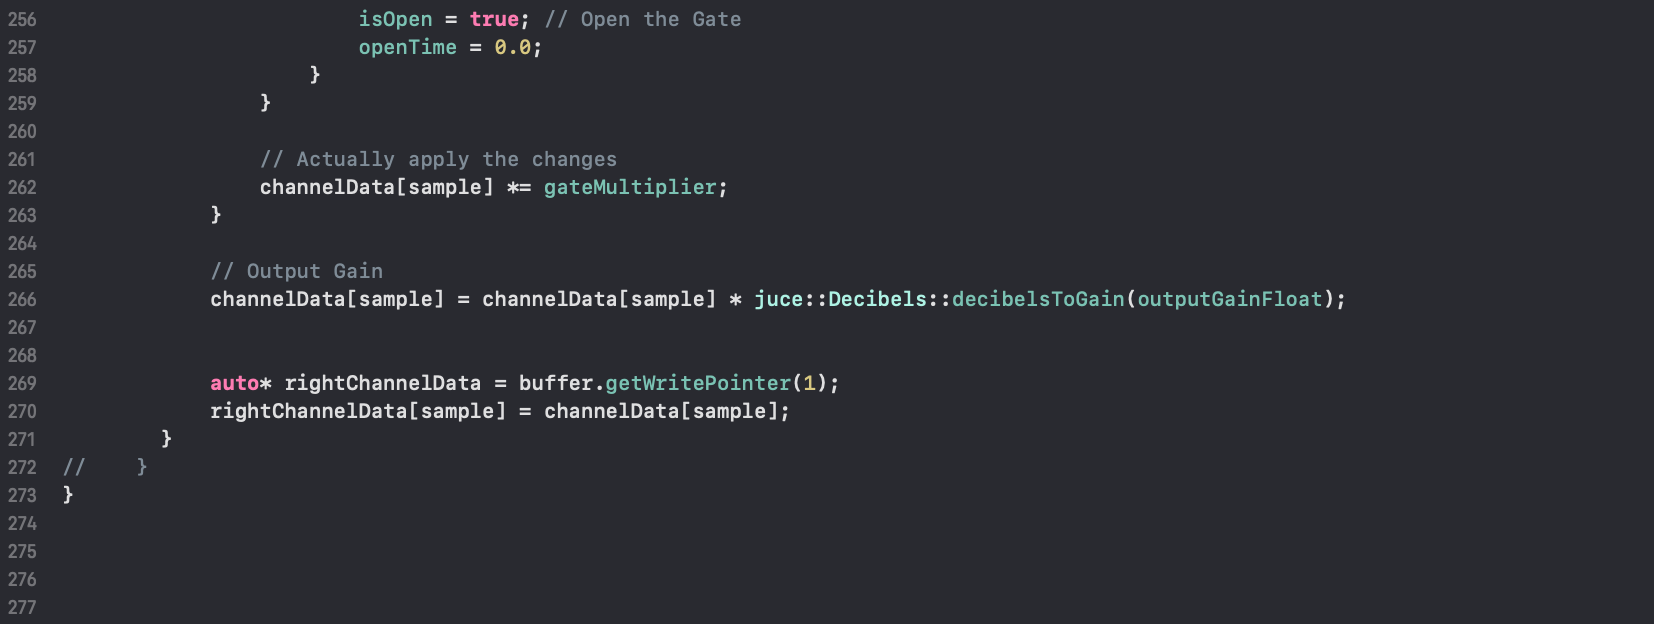 256                          isOpen = true; // Open the Gate
257                          openTime = 0.0;
258                      }
259                  }
260
261                  // Actually apply the changes
262                  channelData[sample] *= gateMultiplier;
263              }
264
265              // Output Gain
266              channelData[sample] = channelData[sample] * juce::Decibels::decibelsToGain(outputGainFloat);
267
268
269              auto* rightChannelData = buffer.getWritePointer(1);
270              rightChannelData[sample] = channelData[sample];
271          }
272  //    }
273  }
274
275
276
277